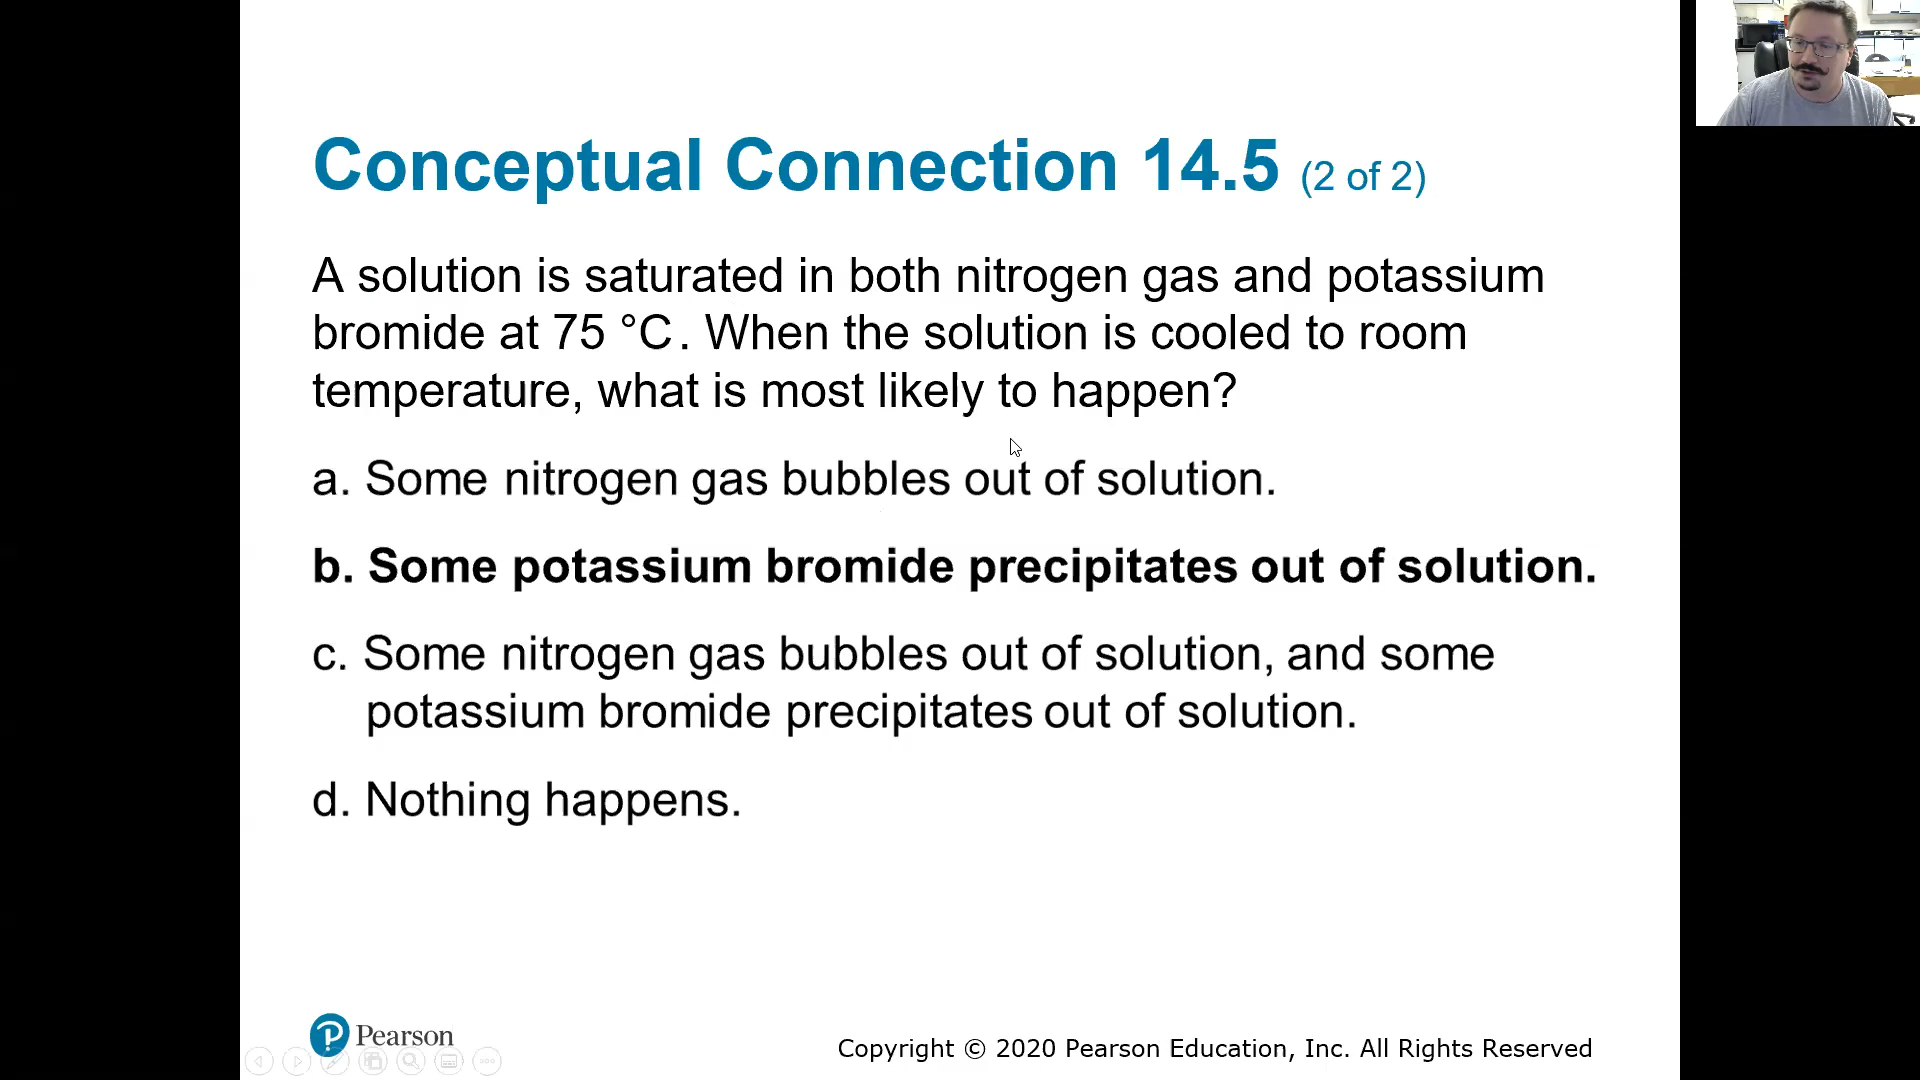 Conceptual Connection 14.5 (2 of 2)
A solution is saturated in both nitrogen gas and potassium
bromide at 75 °C. When the solution is cooled to room
temperature, what is most likely to happen?
a. Some nitrogen gas bubbles out of solution.
b. Some potassium bromide precipitates out of solution.
c. Some nitrogen gas bubbles out of solution, and some
potassium bromide precipitates out of solution.
d. Nothing happens.
Pearson
Copyright © 2020 Pearson Education, Inc. All Rights Reserved